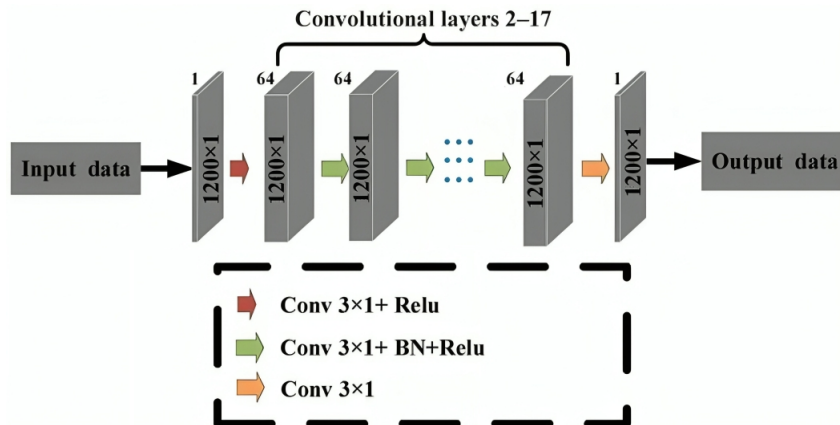 Convolutional layers 2–17
1
64
64
64
1
Input data
1200×1
1200×1
1200×1
1200×1
1200×1
Output data
Conv 3×1+ Relu
Conv 3×1+ BN+Relu
Conv 3×1